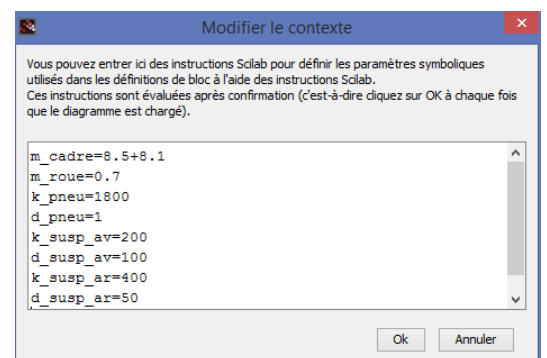 Modifier le contexte
Vous pouvez entrer ici des instructions Scilab pour définir les paramètres symboliques
utilisés dans les définitions de bloc à l'aide des instructions Scilab.
Ces instructions sont évaluées après confirmation (c'est-à-dire cliquez sur OK à chaque fois
que le diagramme est chargé).
m_cadre=8.5+8.1
m_roue=0.7
k_pneu=1800
d_pneu=1
k_susp_av=200
d_susp_av=100
k_susp_ar=400
d_susp_ar=50
Ok Annuler